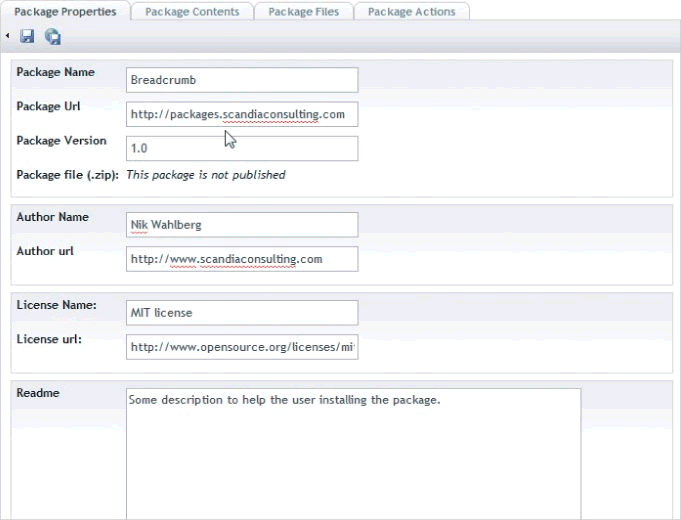 Package Properties Package Contents Package Files Package Actions
Package Name Breadcrumb
Package Url http://packages.scandiaconsulting.com
Package Version 1.0
Package file (.zip): This package is not published
Author Name Nik Wahlberg
Author url http://www.scandiaconsulting.com
License Name: MIT license
License url: http://www.opensource.org/licenses/mi
Readme Some description to help the user installing the package.